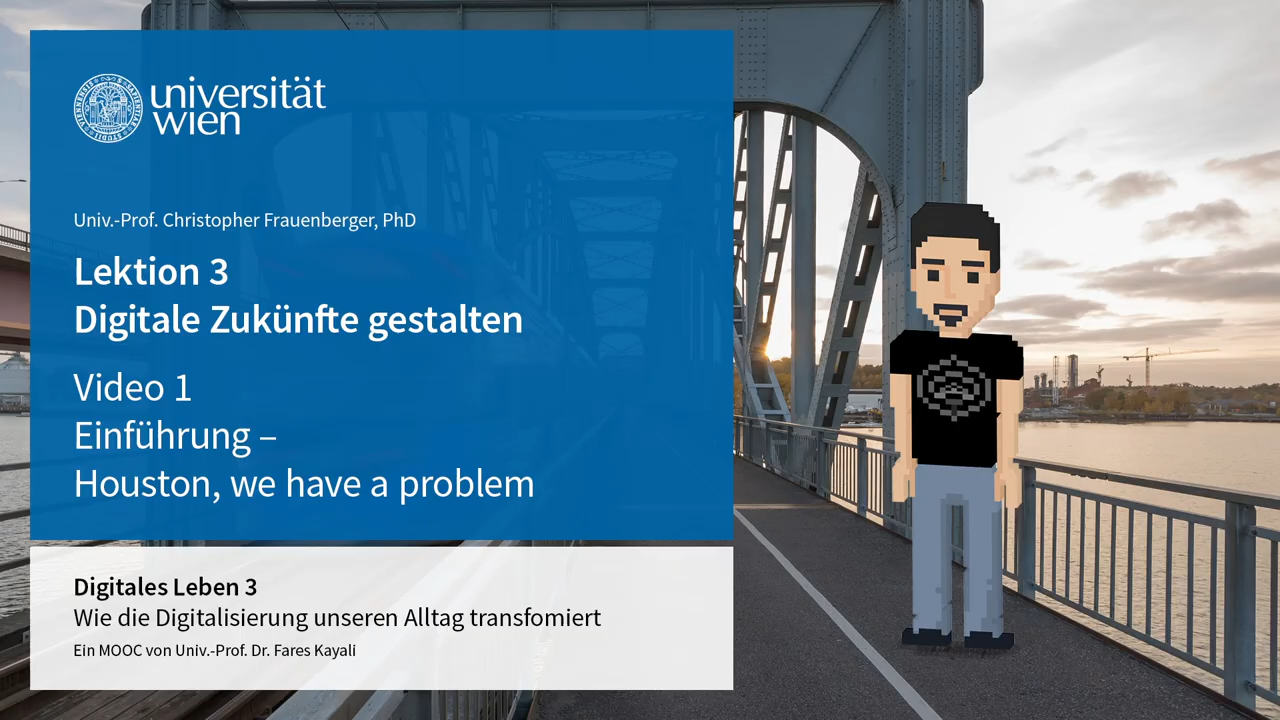 universität
wien
Univ.-Prof. Christopher Frauenberger, PhD
Lektion 3
Digitale Zukünfte gestalten
Video 1
Einführung –
Houston, we have a problem
Digitales Leben 3
Wie die Digitalisierung unseren Alltag transfomiert
Ein MOOC von Univ.-Prof. Dr. Fares Kayali